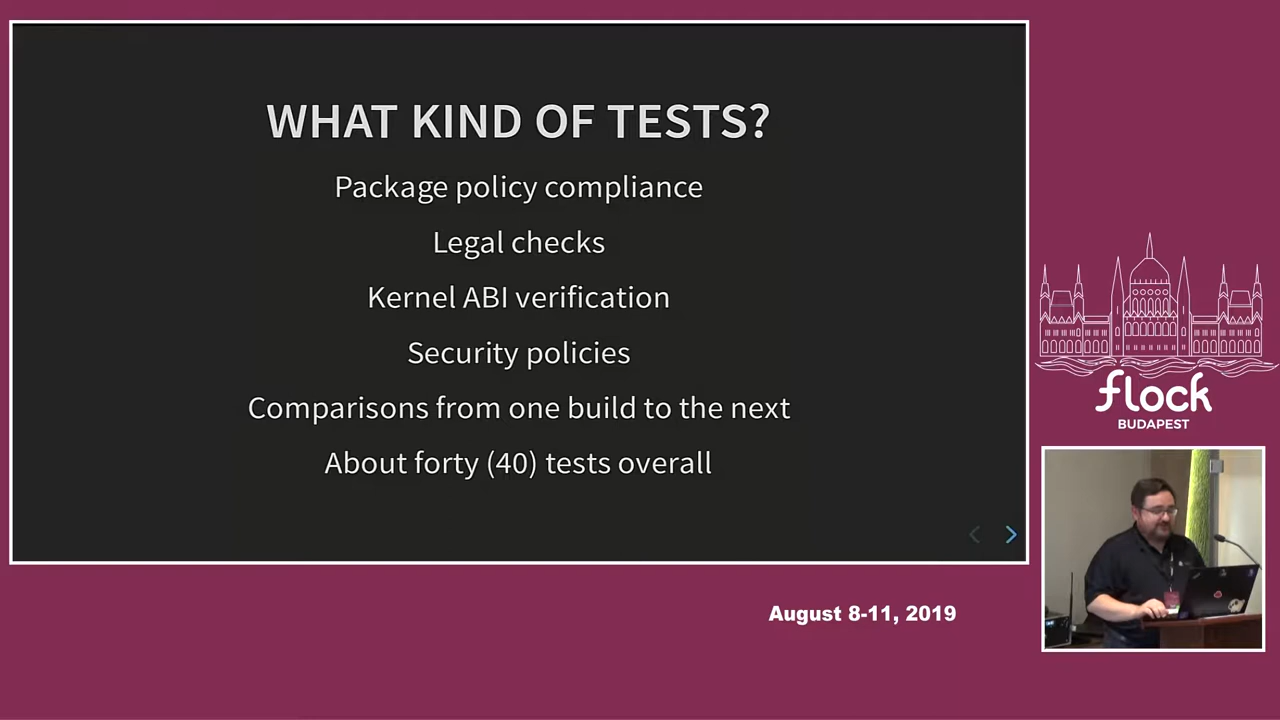 WHAT KIND OF TESTS?
Package policy compliance
Legal checks
Kernel ABI verification
Security policies
Comparisons from one build to the next
About forty (40) tests overall
flock
BUDAPEST
August 8-11, 2019